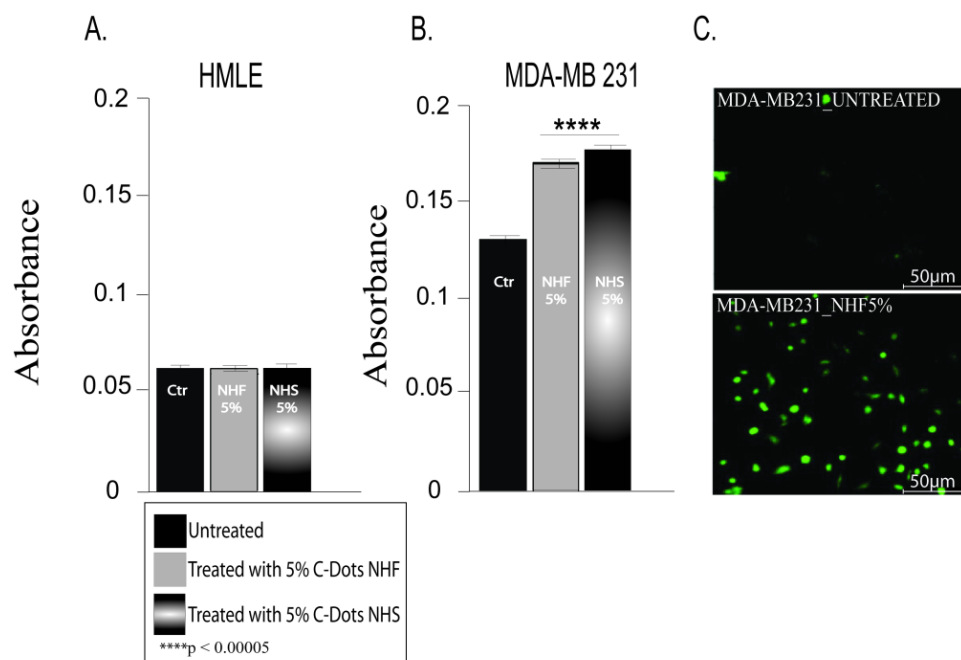 A.
HMLE
Absorbance
0.2
0.15
0.1
0.05
0
Ctr
NHF
5%
NHS
5%
Untreated
Treated with 5% C-Dots NHF
Treated with 5% C-Dots NHS
****p < 0.00005
B.
MDA-MB 231
Absorbance
0.2
0.15
0.1
0.05
0
****
Ctr
NHF
5%
NHS
5%
C.
MDA-MB231_UNTREATED
50μm
MDA-MB231_NHF5%
50μm